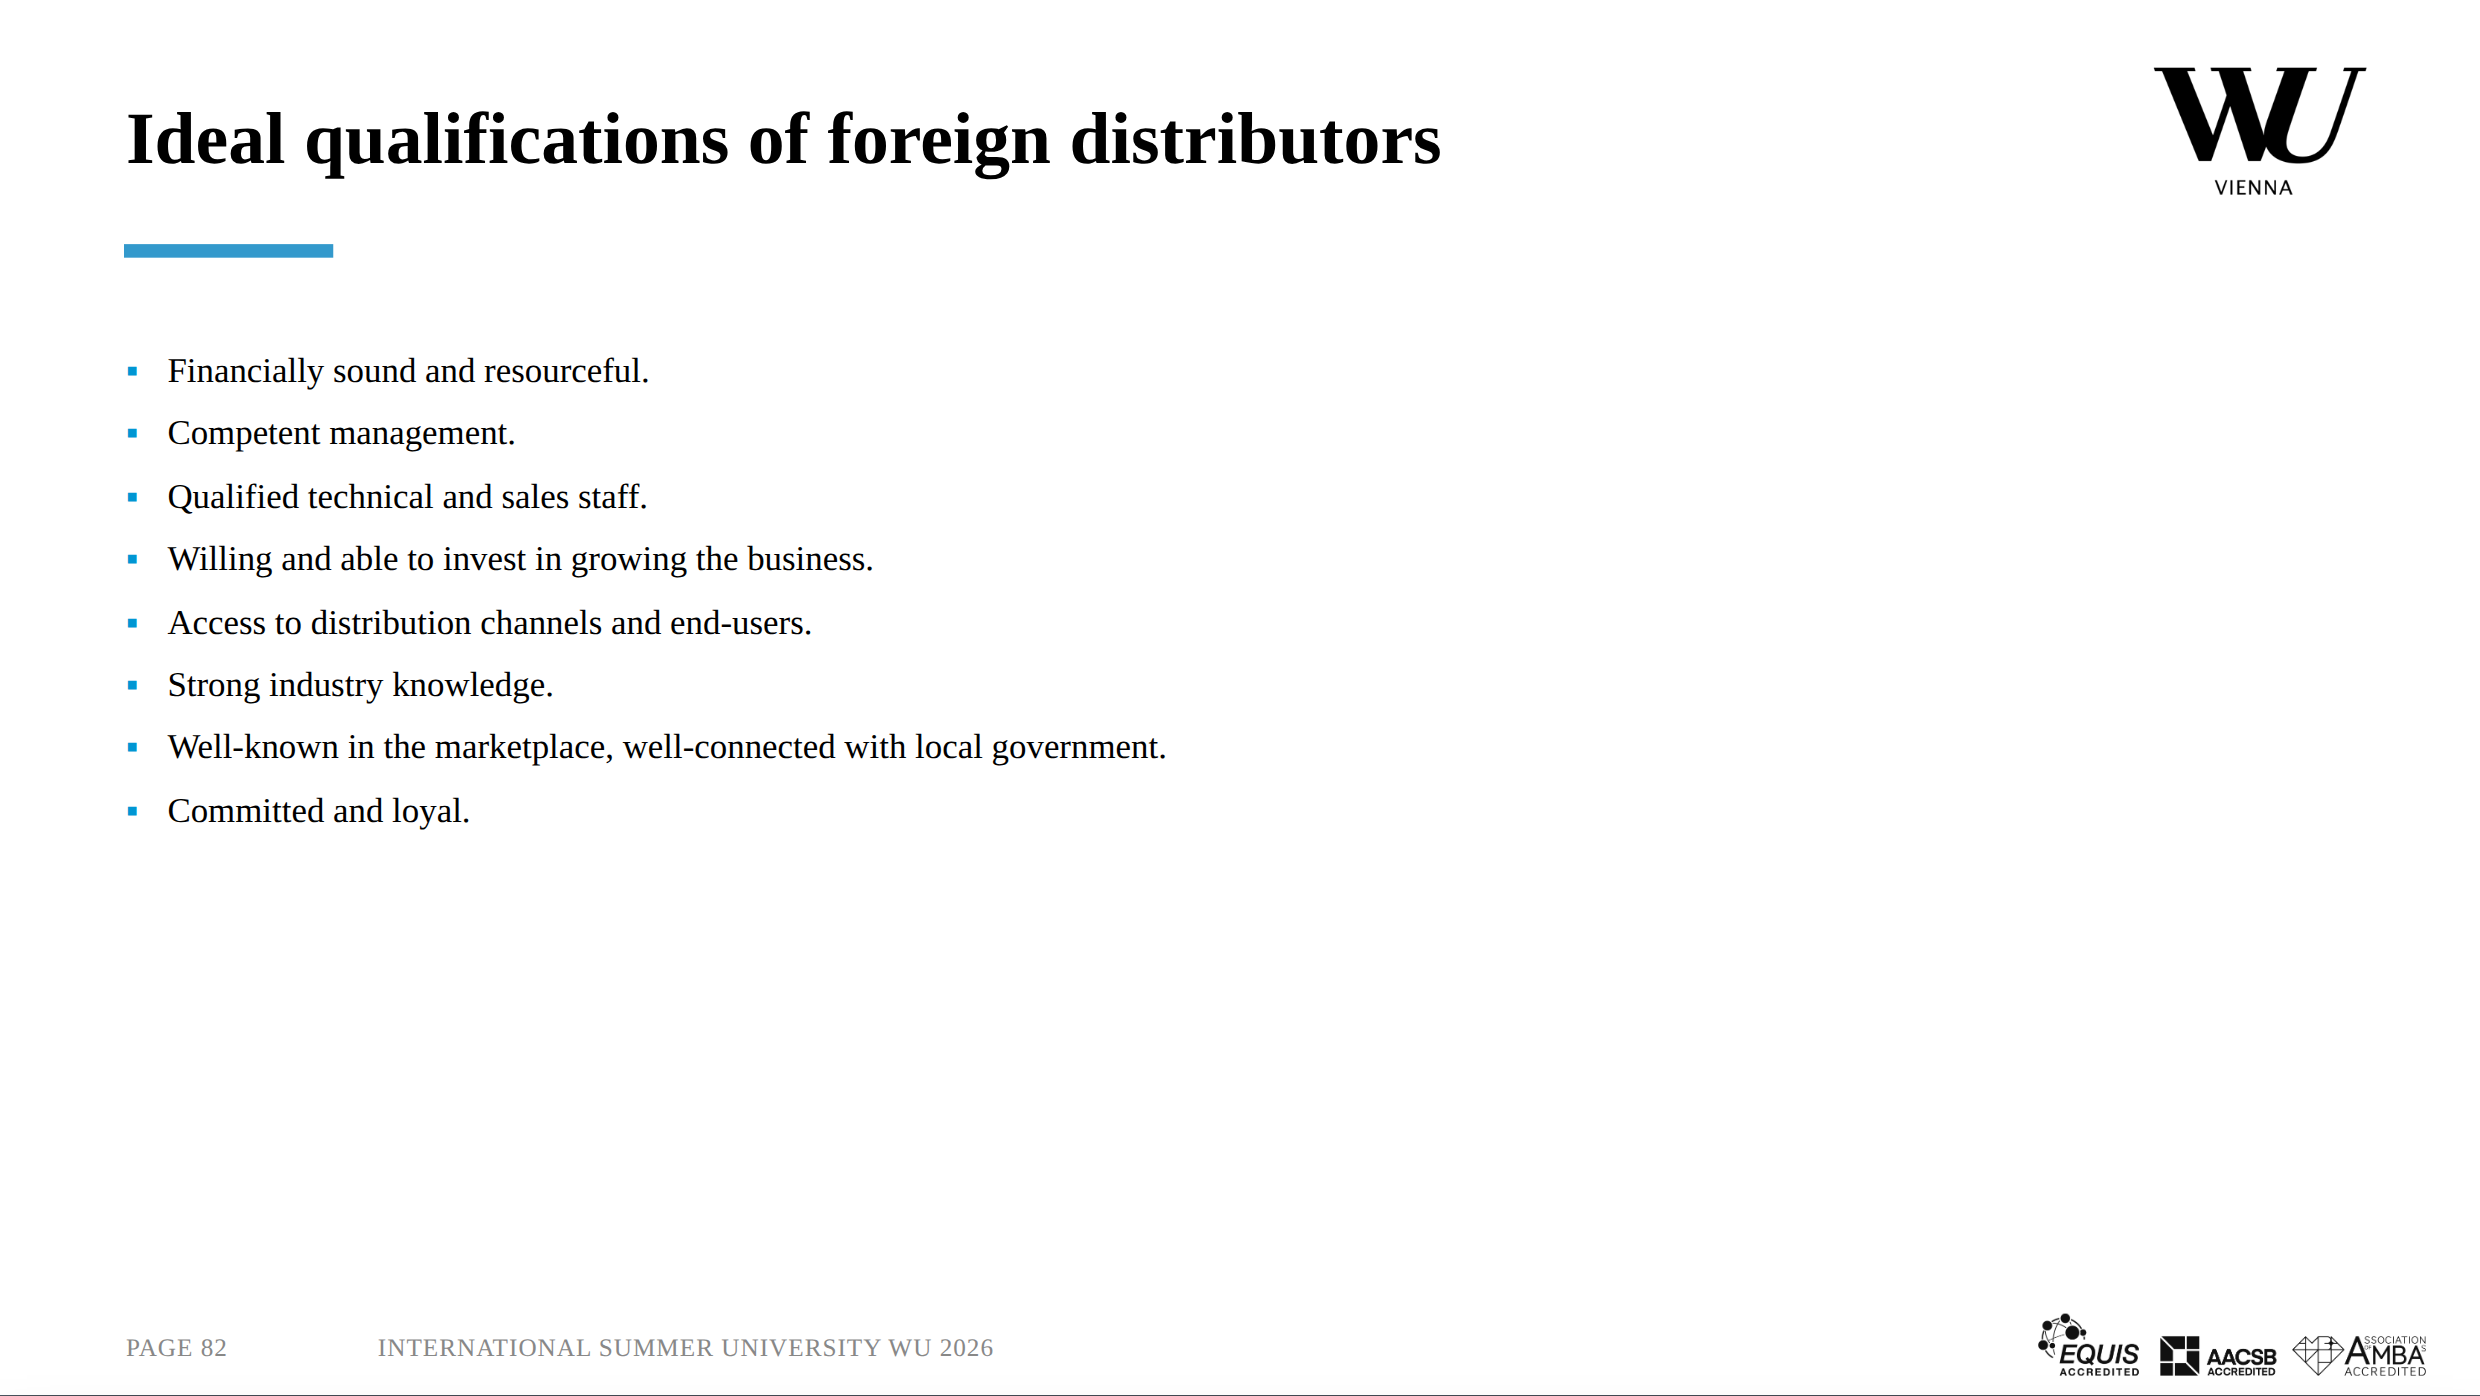 Ideal qualifications of foreign distributors
WU
VIENNA
▪ Financially sound and resourceful.
▪ Competent management.
▪ Qualified technical and sales staff.
▪ Willing and able to invest in growing the business.
▪ Access to distribution channels and end-users.
▪ Strong industry knowledge.
▪ Well-known in the marketplace, well-connected with local government.
▪ Committed and loyal.
PAGE 82 INTERNATIONAL SUMMER UNIVERSITY WU 2026
EQUIS
ACCREDITED
AACSB
ACCREDITED
ASSOCIATION
OF MBAS
ACCREDITED